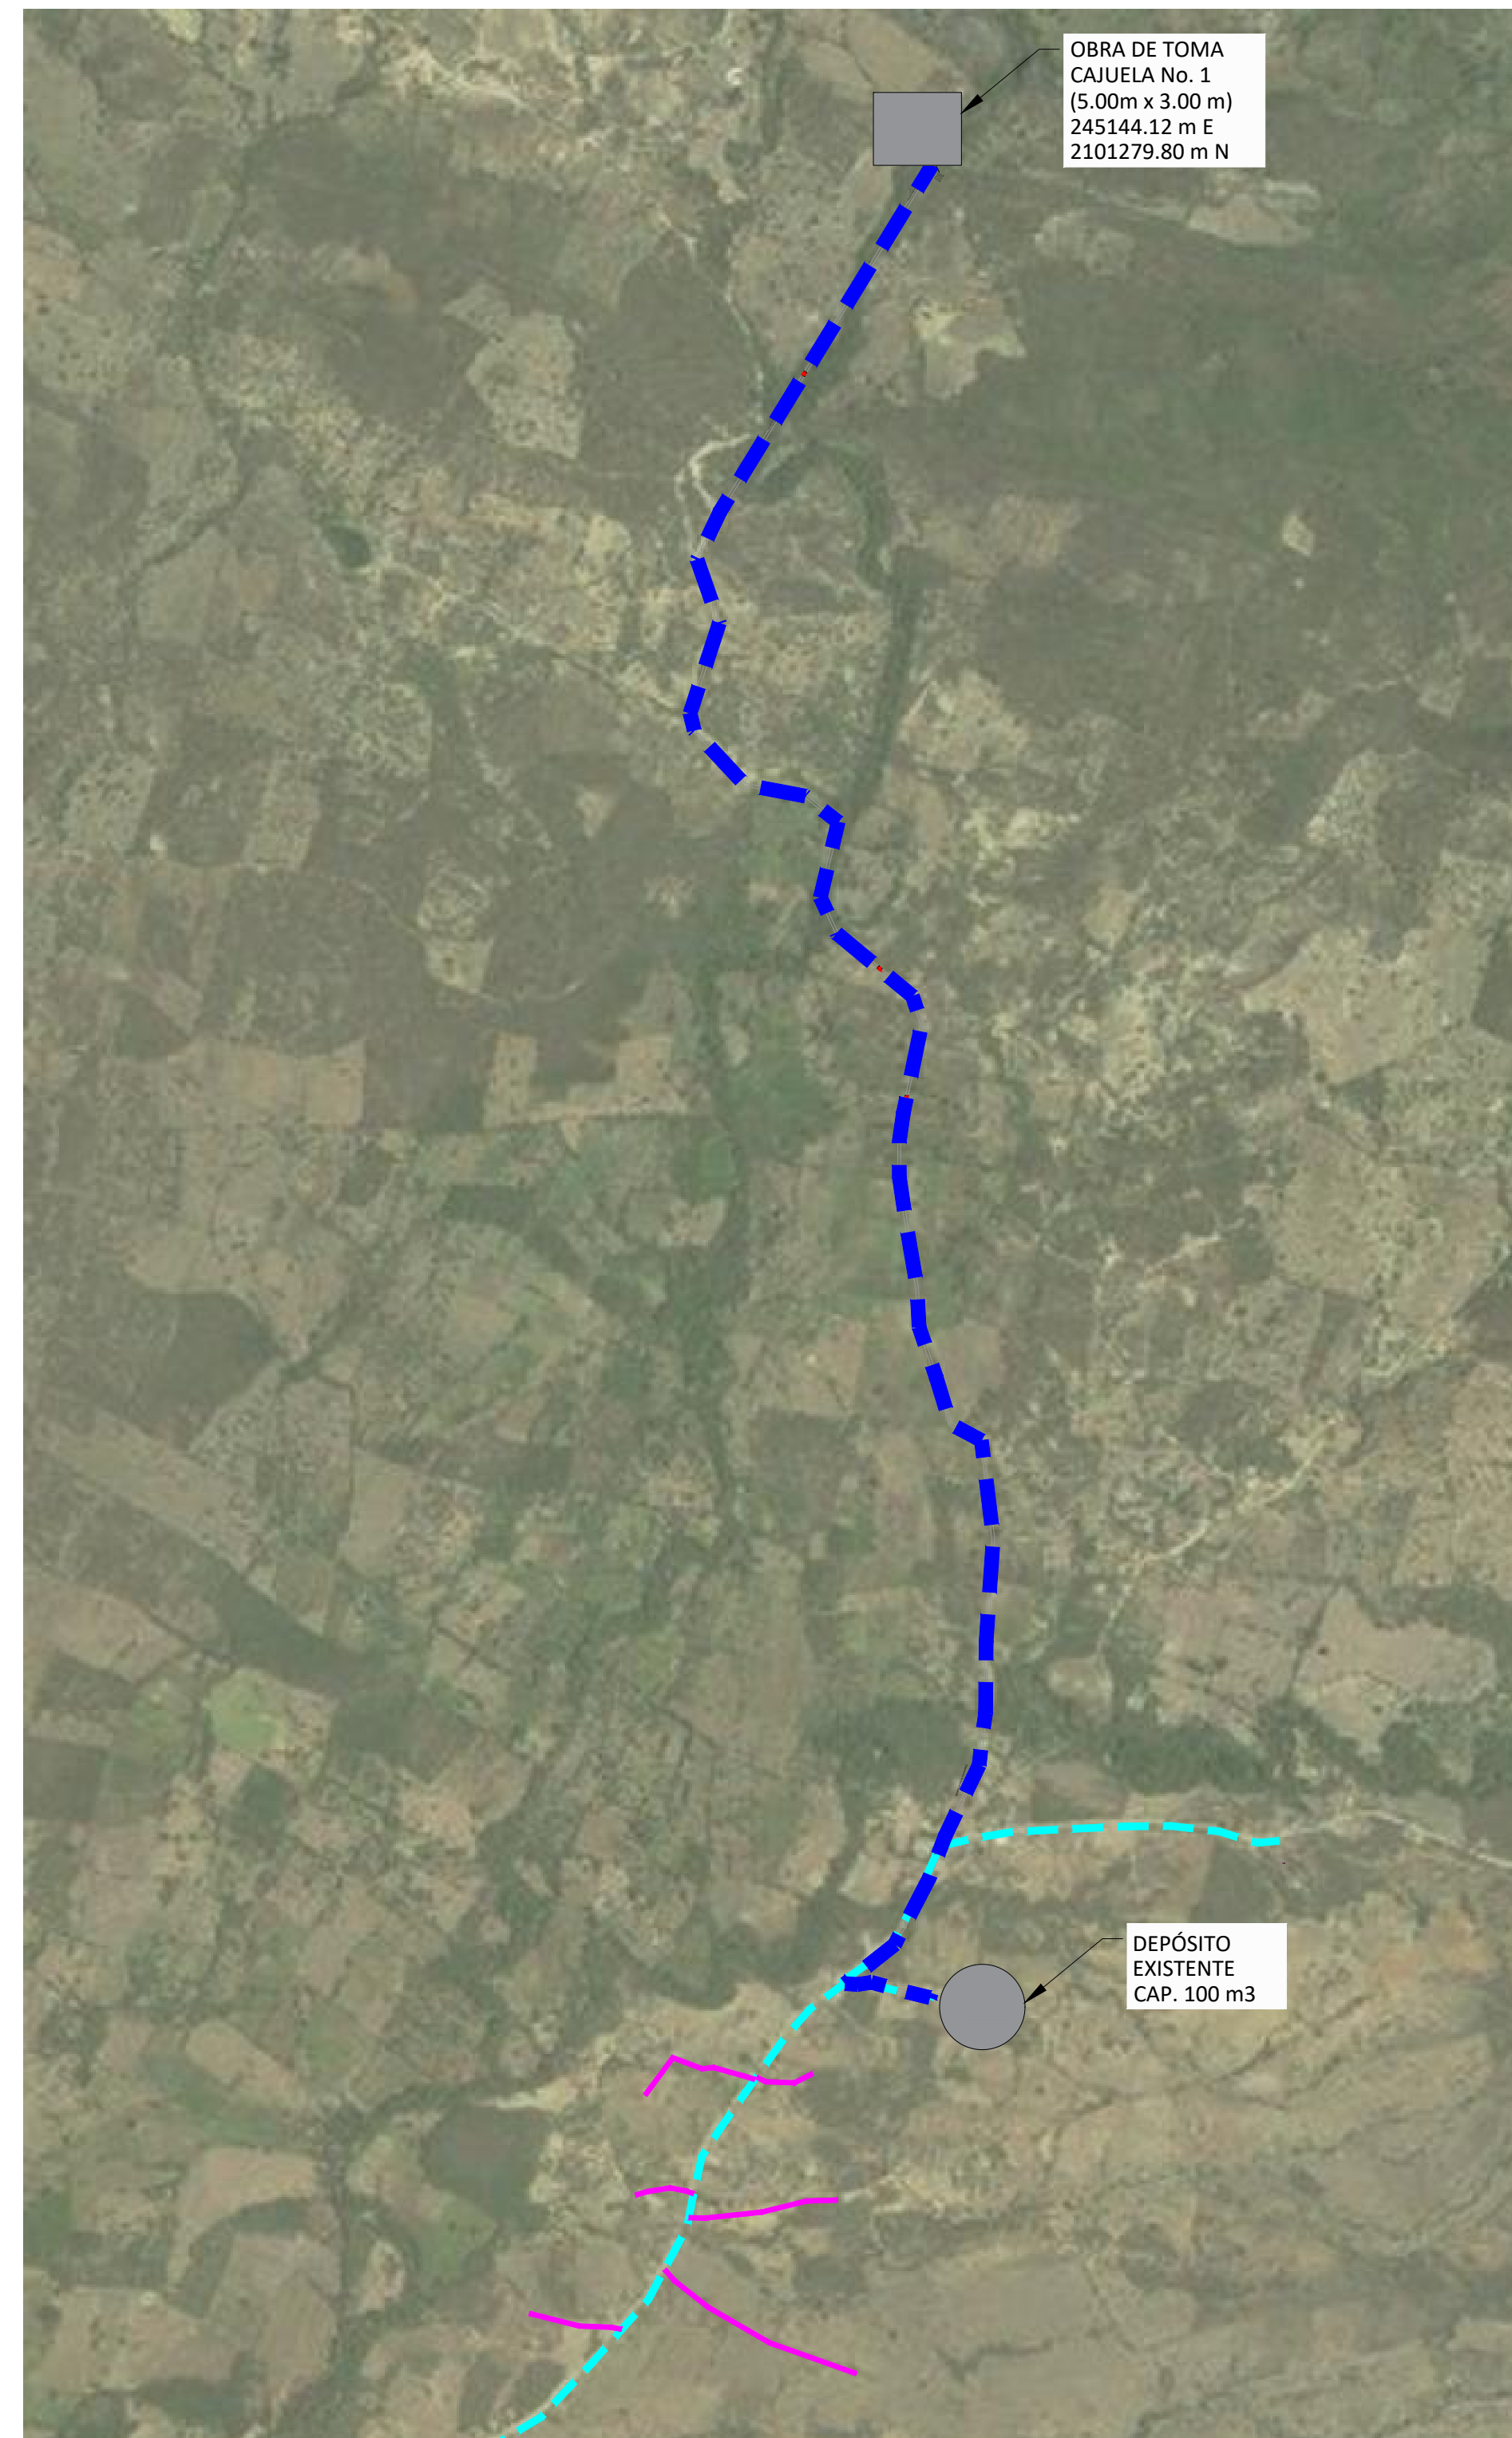 OBRA DE TOMA
CAJUELA No. 1
(5.00m x 3.00 m)
245144.12 m E
2101279.80 m N
DEPÓSITO
EXISTENTE
CAP. 100 m3